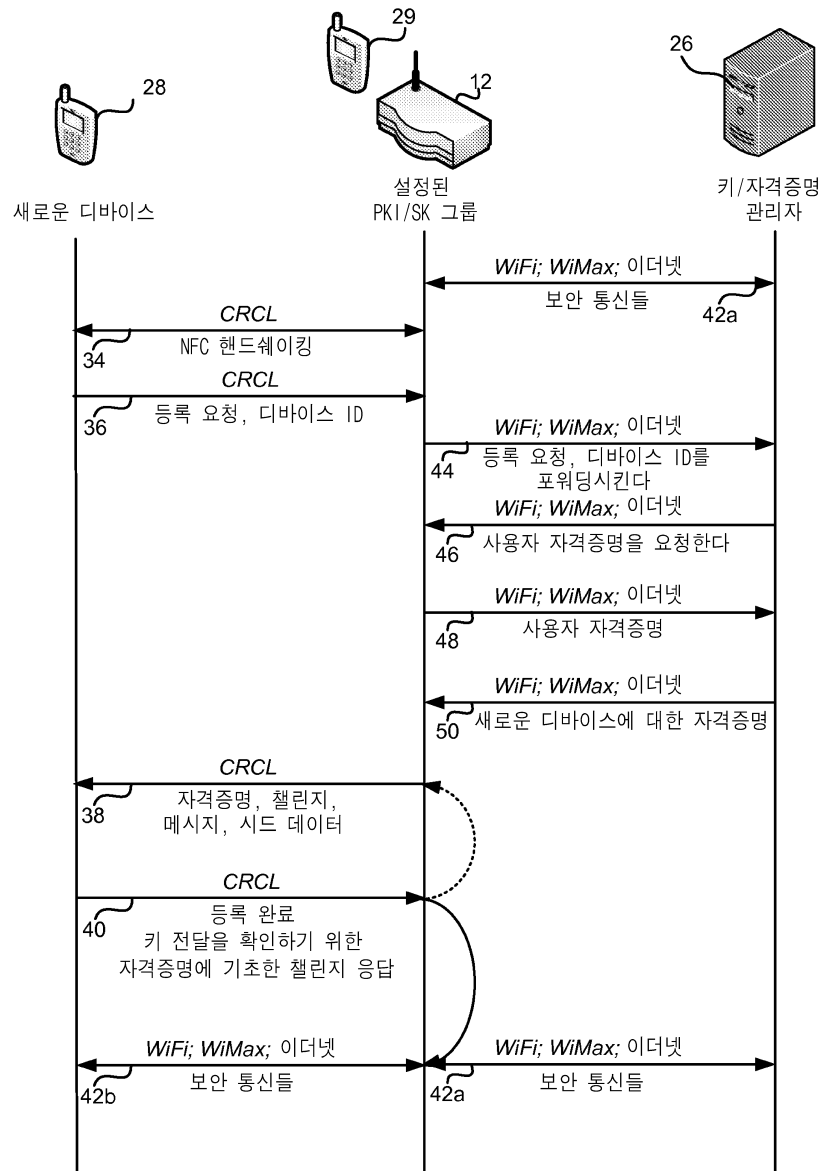 29
28
12
26
새로운 디바이스
설정된
PKI/SK 그룹
키/자격증명
관리자
WiFi; WiMax; 이더넷
보안 통신들
42a
CRCL
34
NFC 핸드쉐이킹
CRCL
36
등록 요청, 디바이스 ID
WiFi; WiMax; 이더넷
44
등록 요청, 디바이스 ID를
포워딩시킨다
WiFi; WiMax; 이더넷
46
사용자 자격증명을 요청한다
WiFi; WiMax; 이더넷
48
사용자 자격증명
WiFi; WiMax; 이더넷
50
새로운 디바이스에 대한 자격증명
CRCL
38
자격증명, 챌린지,
메시지, 시드 데이터
CRCL
40
등록 완료
키 전달을 확인하기 위한
자격증명에 기초한 챌린지 응답
WiFi; WiMax; 이더넷
42b
보안 통신들
WiFi; WiMax; 이더넷
42a
보안 통신들